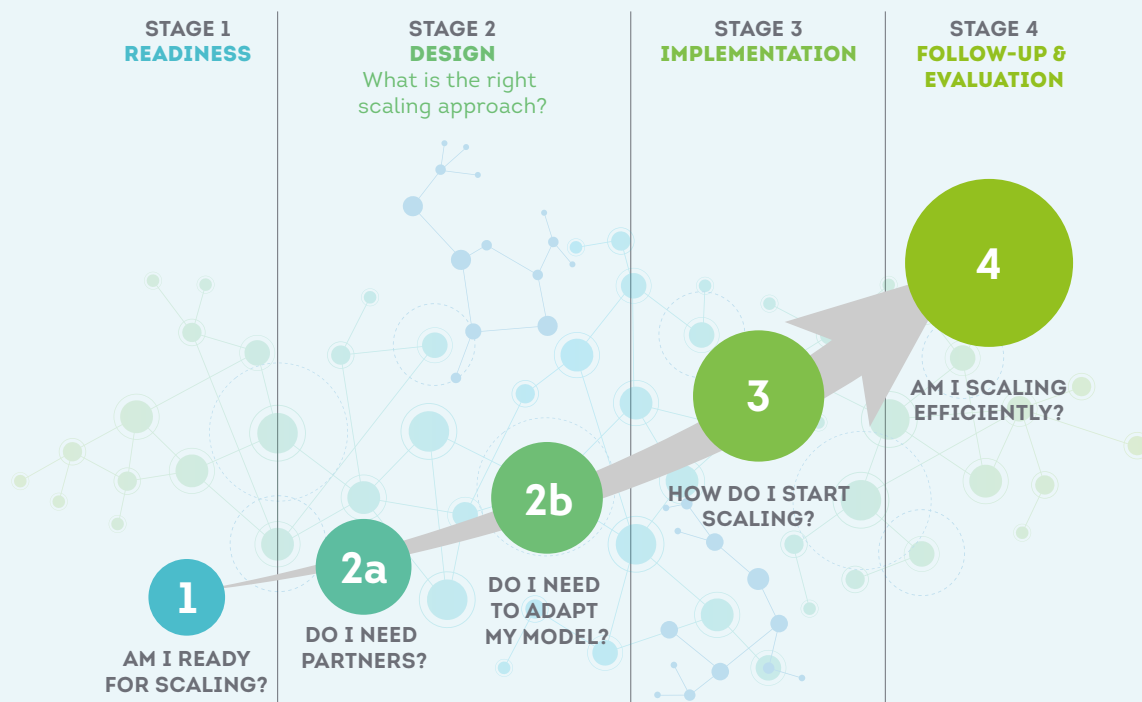 STAGE 1
READINESS
STAGE 2
DESIGN
What is the right
scaling approach?
STAGE 3
IMPLEMENTATION
STAGE 4
FOLLOW-UP &
EVALUATION
1
AM I READY
FOR SCALING?
2a
DO I NEED
PARTNERS?
2b
DO I NEED
TO ADAPT
MY MODEL?
3
HOW DO I START
SCALING?
4
AM I SCALING
EFFICIENTLY?